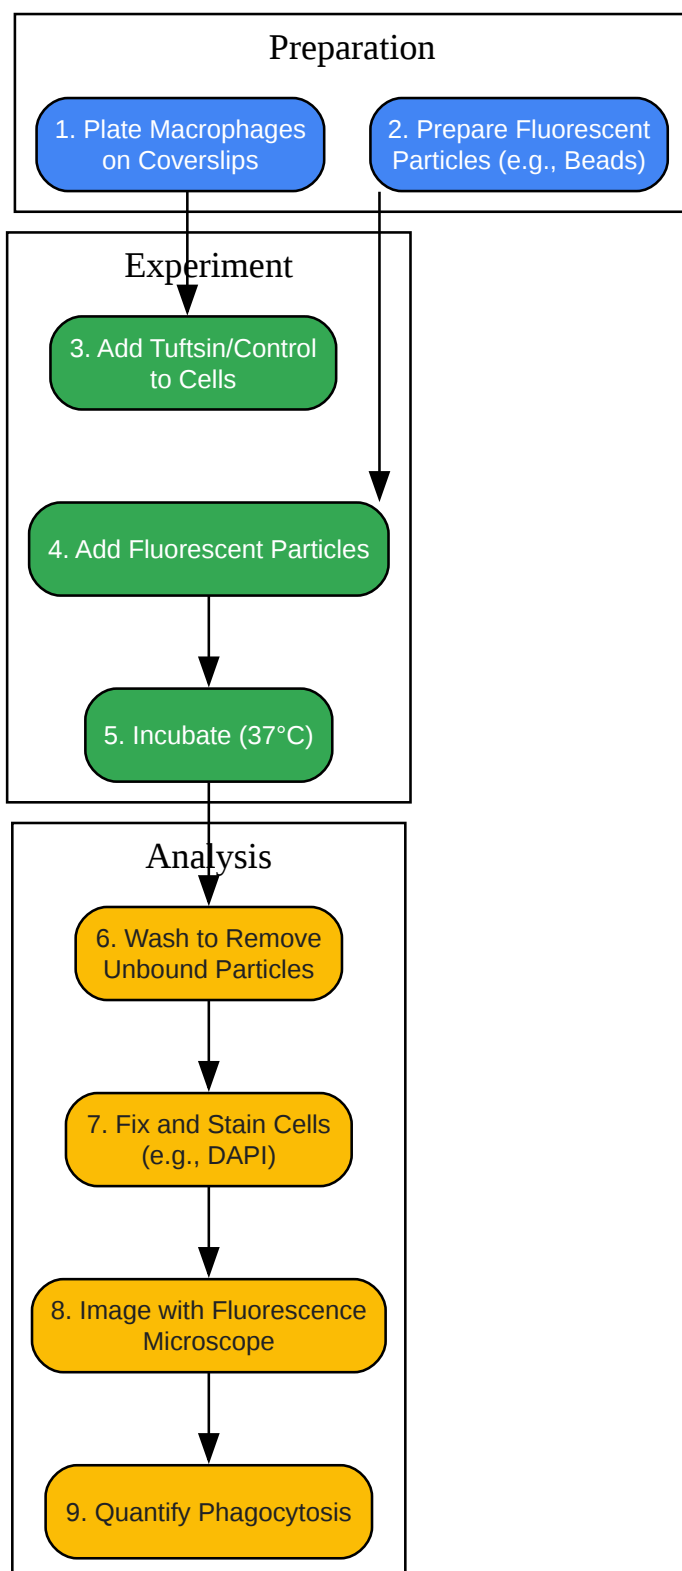 Preparation
1. Plate Macrophages
on Coverslips
2. Prepare Fluorescent
Particles (e.g., Beads)
Experiment
3. Add Tuftsin/Control
to Cells
4. Add Fluorescent Particles
5. Incubate (37°C)
Analysis
6. Wash to Remove
Unbound Particles
7. Fix and Stain Cells
(e.g., DAPI)
8. Image with Fluorescence
Microscope
9. Quantify Phagocytosis